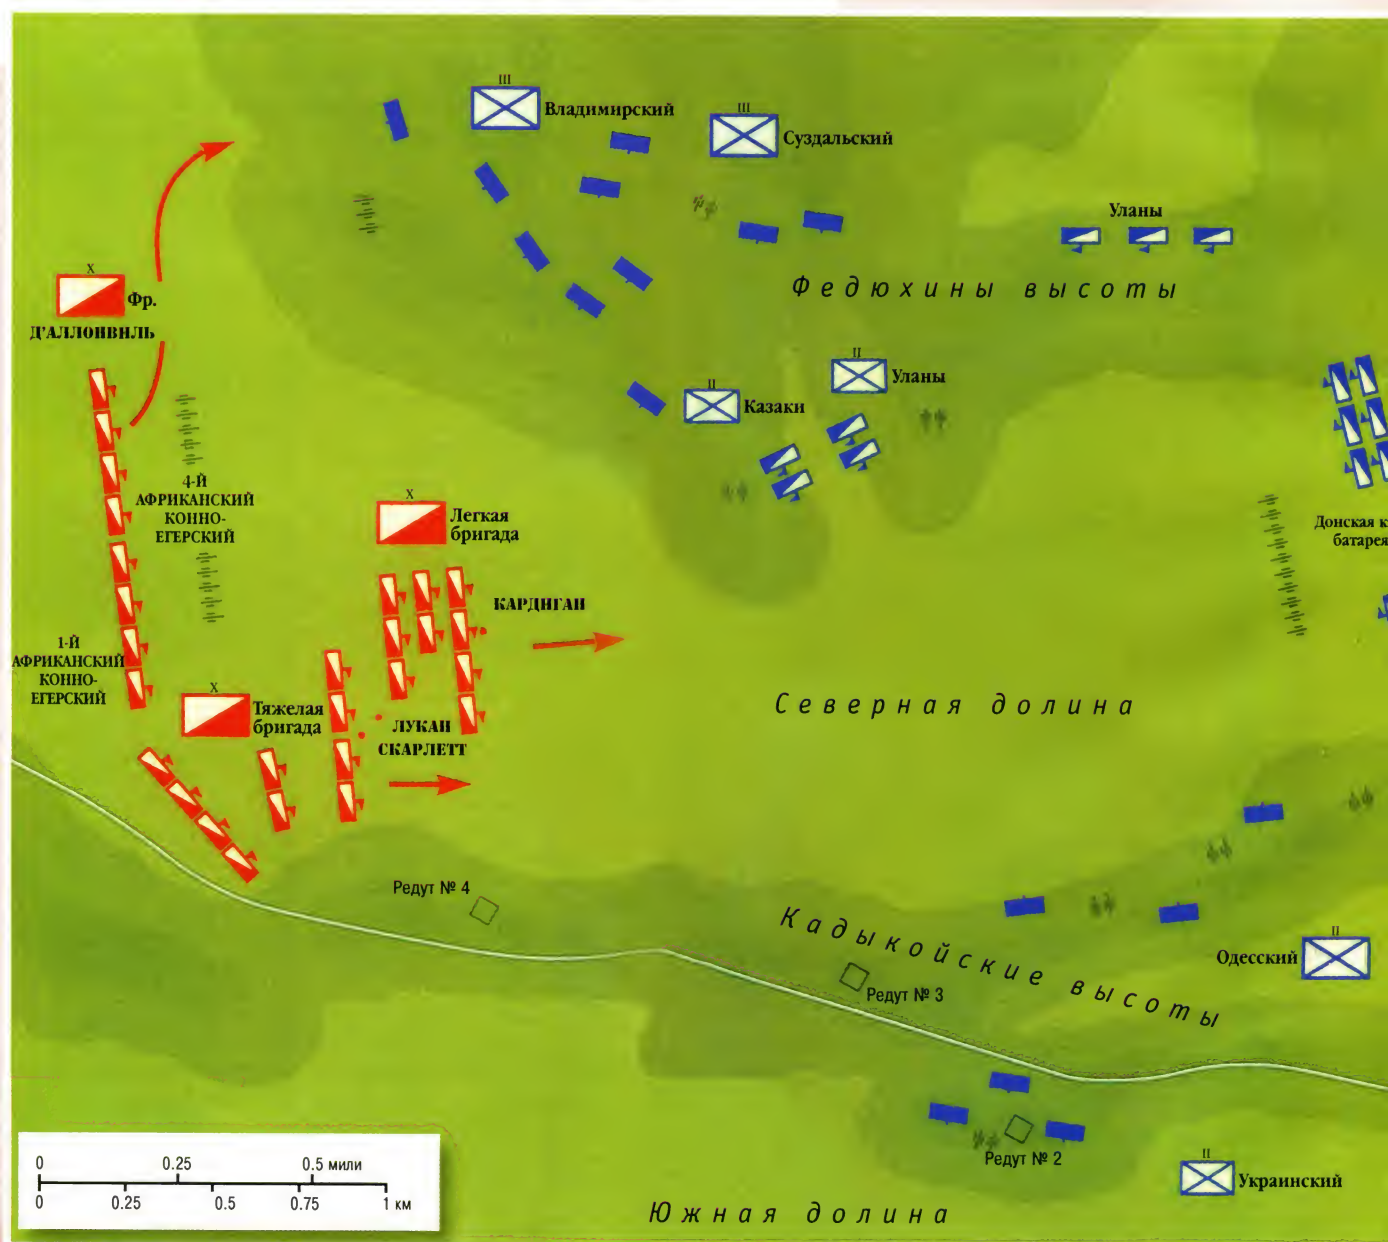 III
Владимирский
III
Суздальский
Уланы
Федюхины высоты
X
Фр.
Д'АЛЛОНВИЛЬ
II
Уланы
II
Казаки
4-Й
АФРИКАНСКИЙ
КОННО-
ЕГЕРСКИЙ
X
Легкая
бригада
Донская к
батарея
КАРДИГАН
1-Й
АФРИКАНСКИЙ
КОННО-
ЕГЕРСКИЙ
X
Тяжелая
бригада
ЛУКАН
СКАРЛЕТТ
Северная долина
Редут № 4
Кадыкойские высоты
II
Одесский
Редут № 3
Редут № 2
II
Украинский
Южная долина
0 0.25 0.5 мили
0 0.25 0.5 0.75 1 км